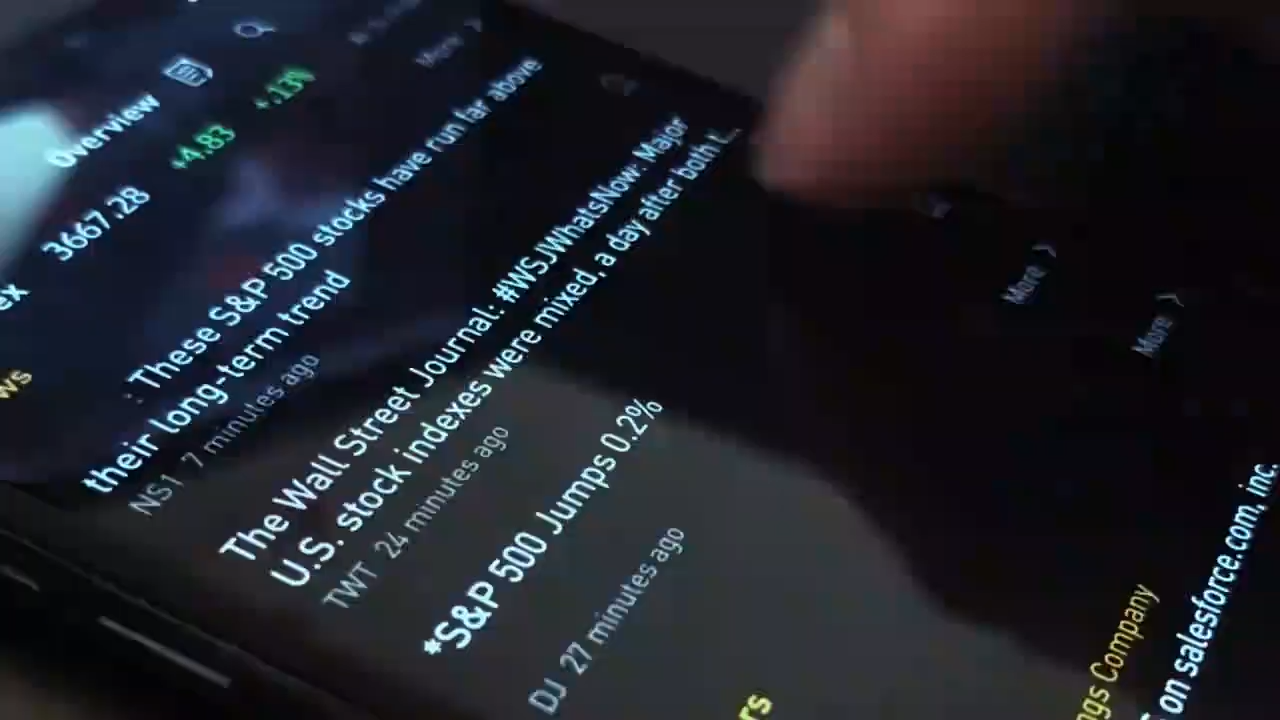 Overview
3667.28
+4.83
+.13%
More
: These S&P 500 stocks have run far above
their long-term trend
NS1 7 minutes ago
The Wall Street Journal: #WSJWhatsNow: Major
U.S. stock indexes were mixed, a day after both t...
TWT 24 minutes ago
*S&P 500 Jumps 0.2%
DJ 27 minutes ago
More
More
ngs Company
on salesforce.com, inc.